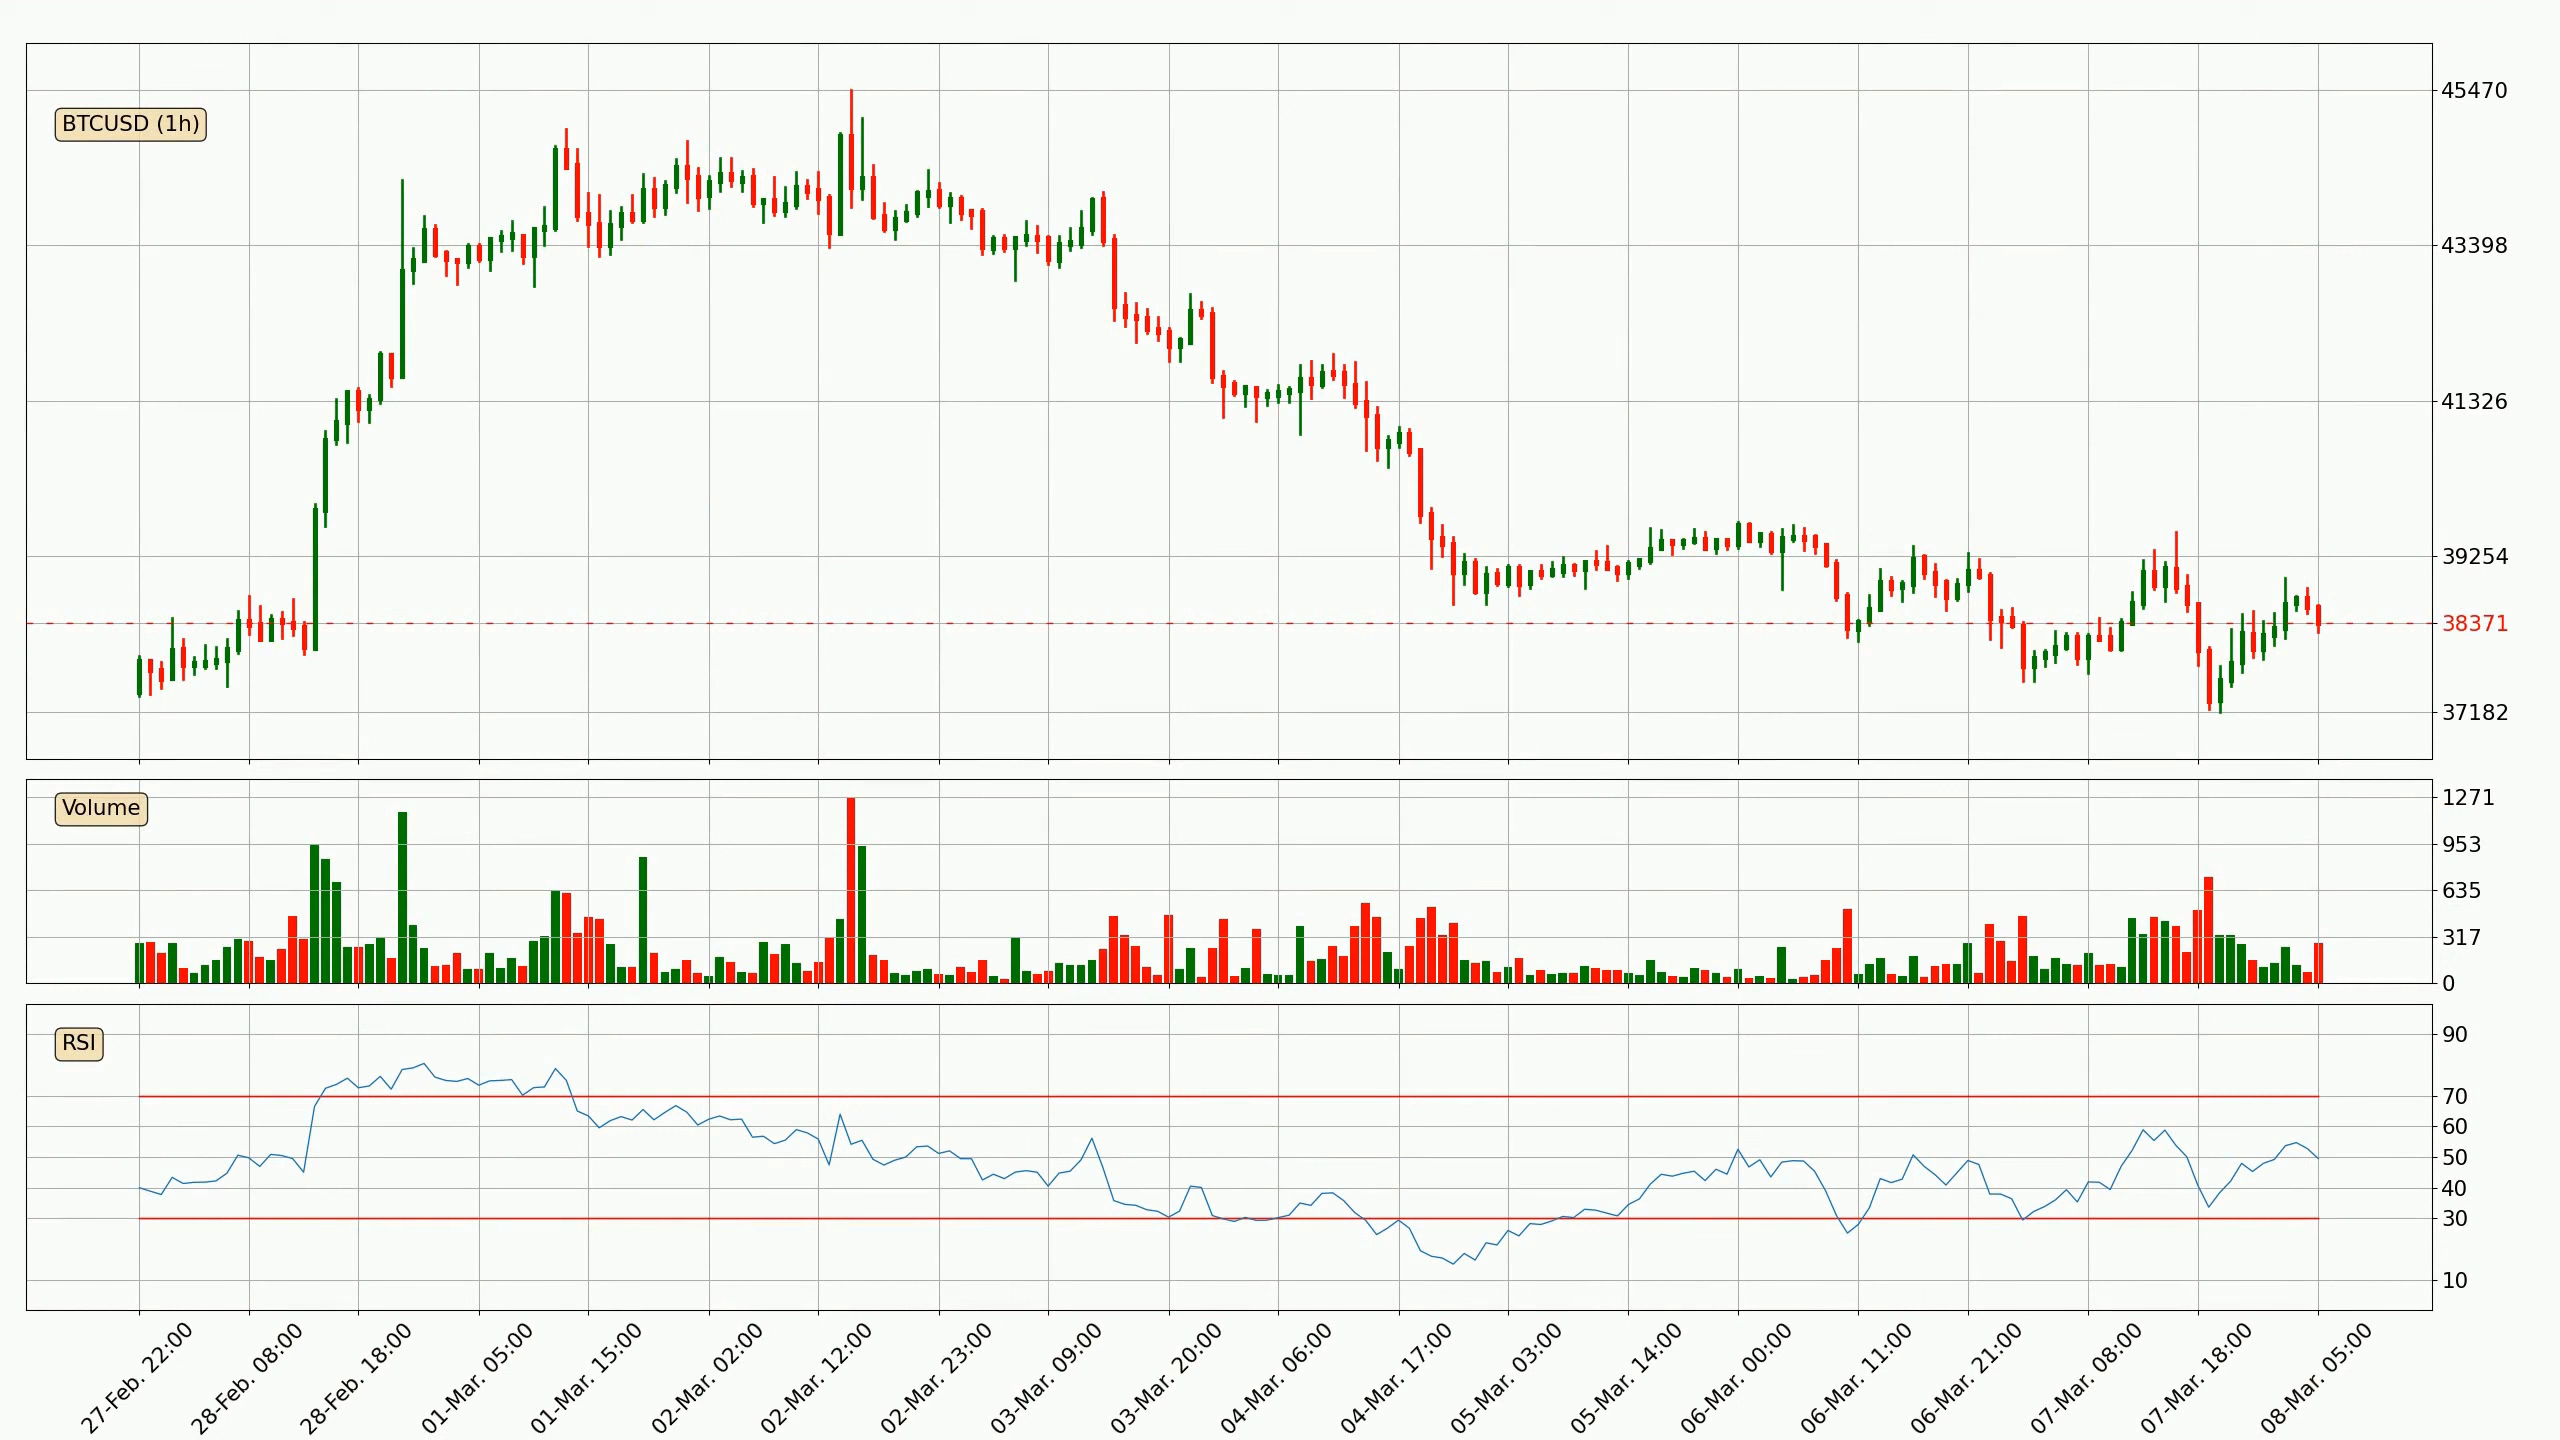 BTCUSD (1h)
45470
43398
41326
39254
38371
37182
Volume
1271
953
635
317
0
RSI
90
70
60
50
40
30
10
27-Feb. 22:00
28-Feb. 08:00
28-Feb. 18:00
01-Mar. 05:00
01-Mar. 15:00
02-Mar. 02:00
02-Mar. 12:00
02-Mar. 23:00
03-Mar. 09:00
03-Mar. 20:00
04-Mar. 06:00
04-Mar. 17:00
05-Mar. 03:00
05-Mar. 14:00
06-Mar. 00:00
06-Mar. 11:00
06-Mar. 21:00
07-Mar. 08:00
07-Mar. 18:00
08-Mar. 05:00